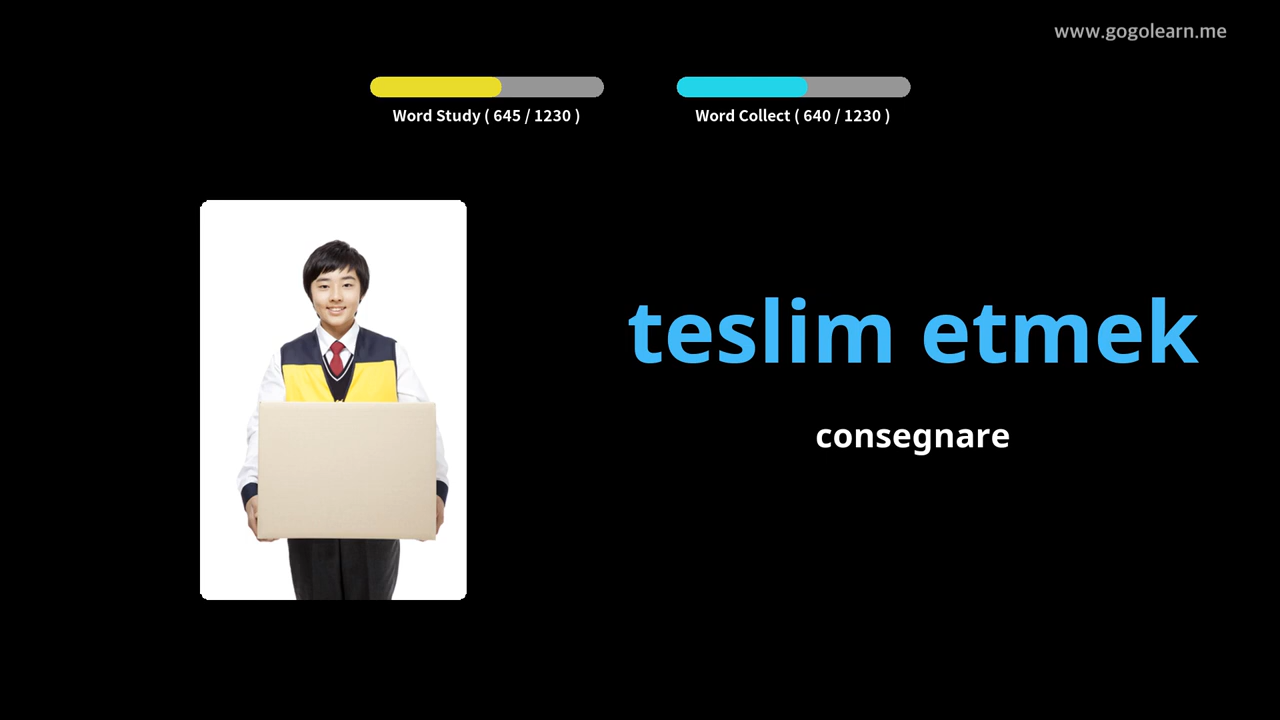 www.gogolearn.me
Word Study ( 645 / 1230 )
Word Collect ( 640 / 1230 )
teslim etmek
consegnare